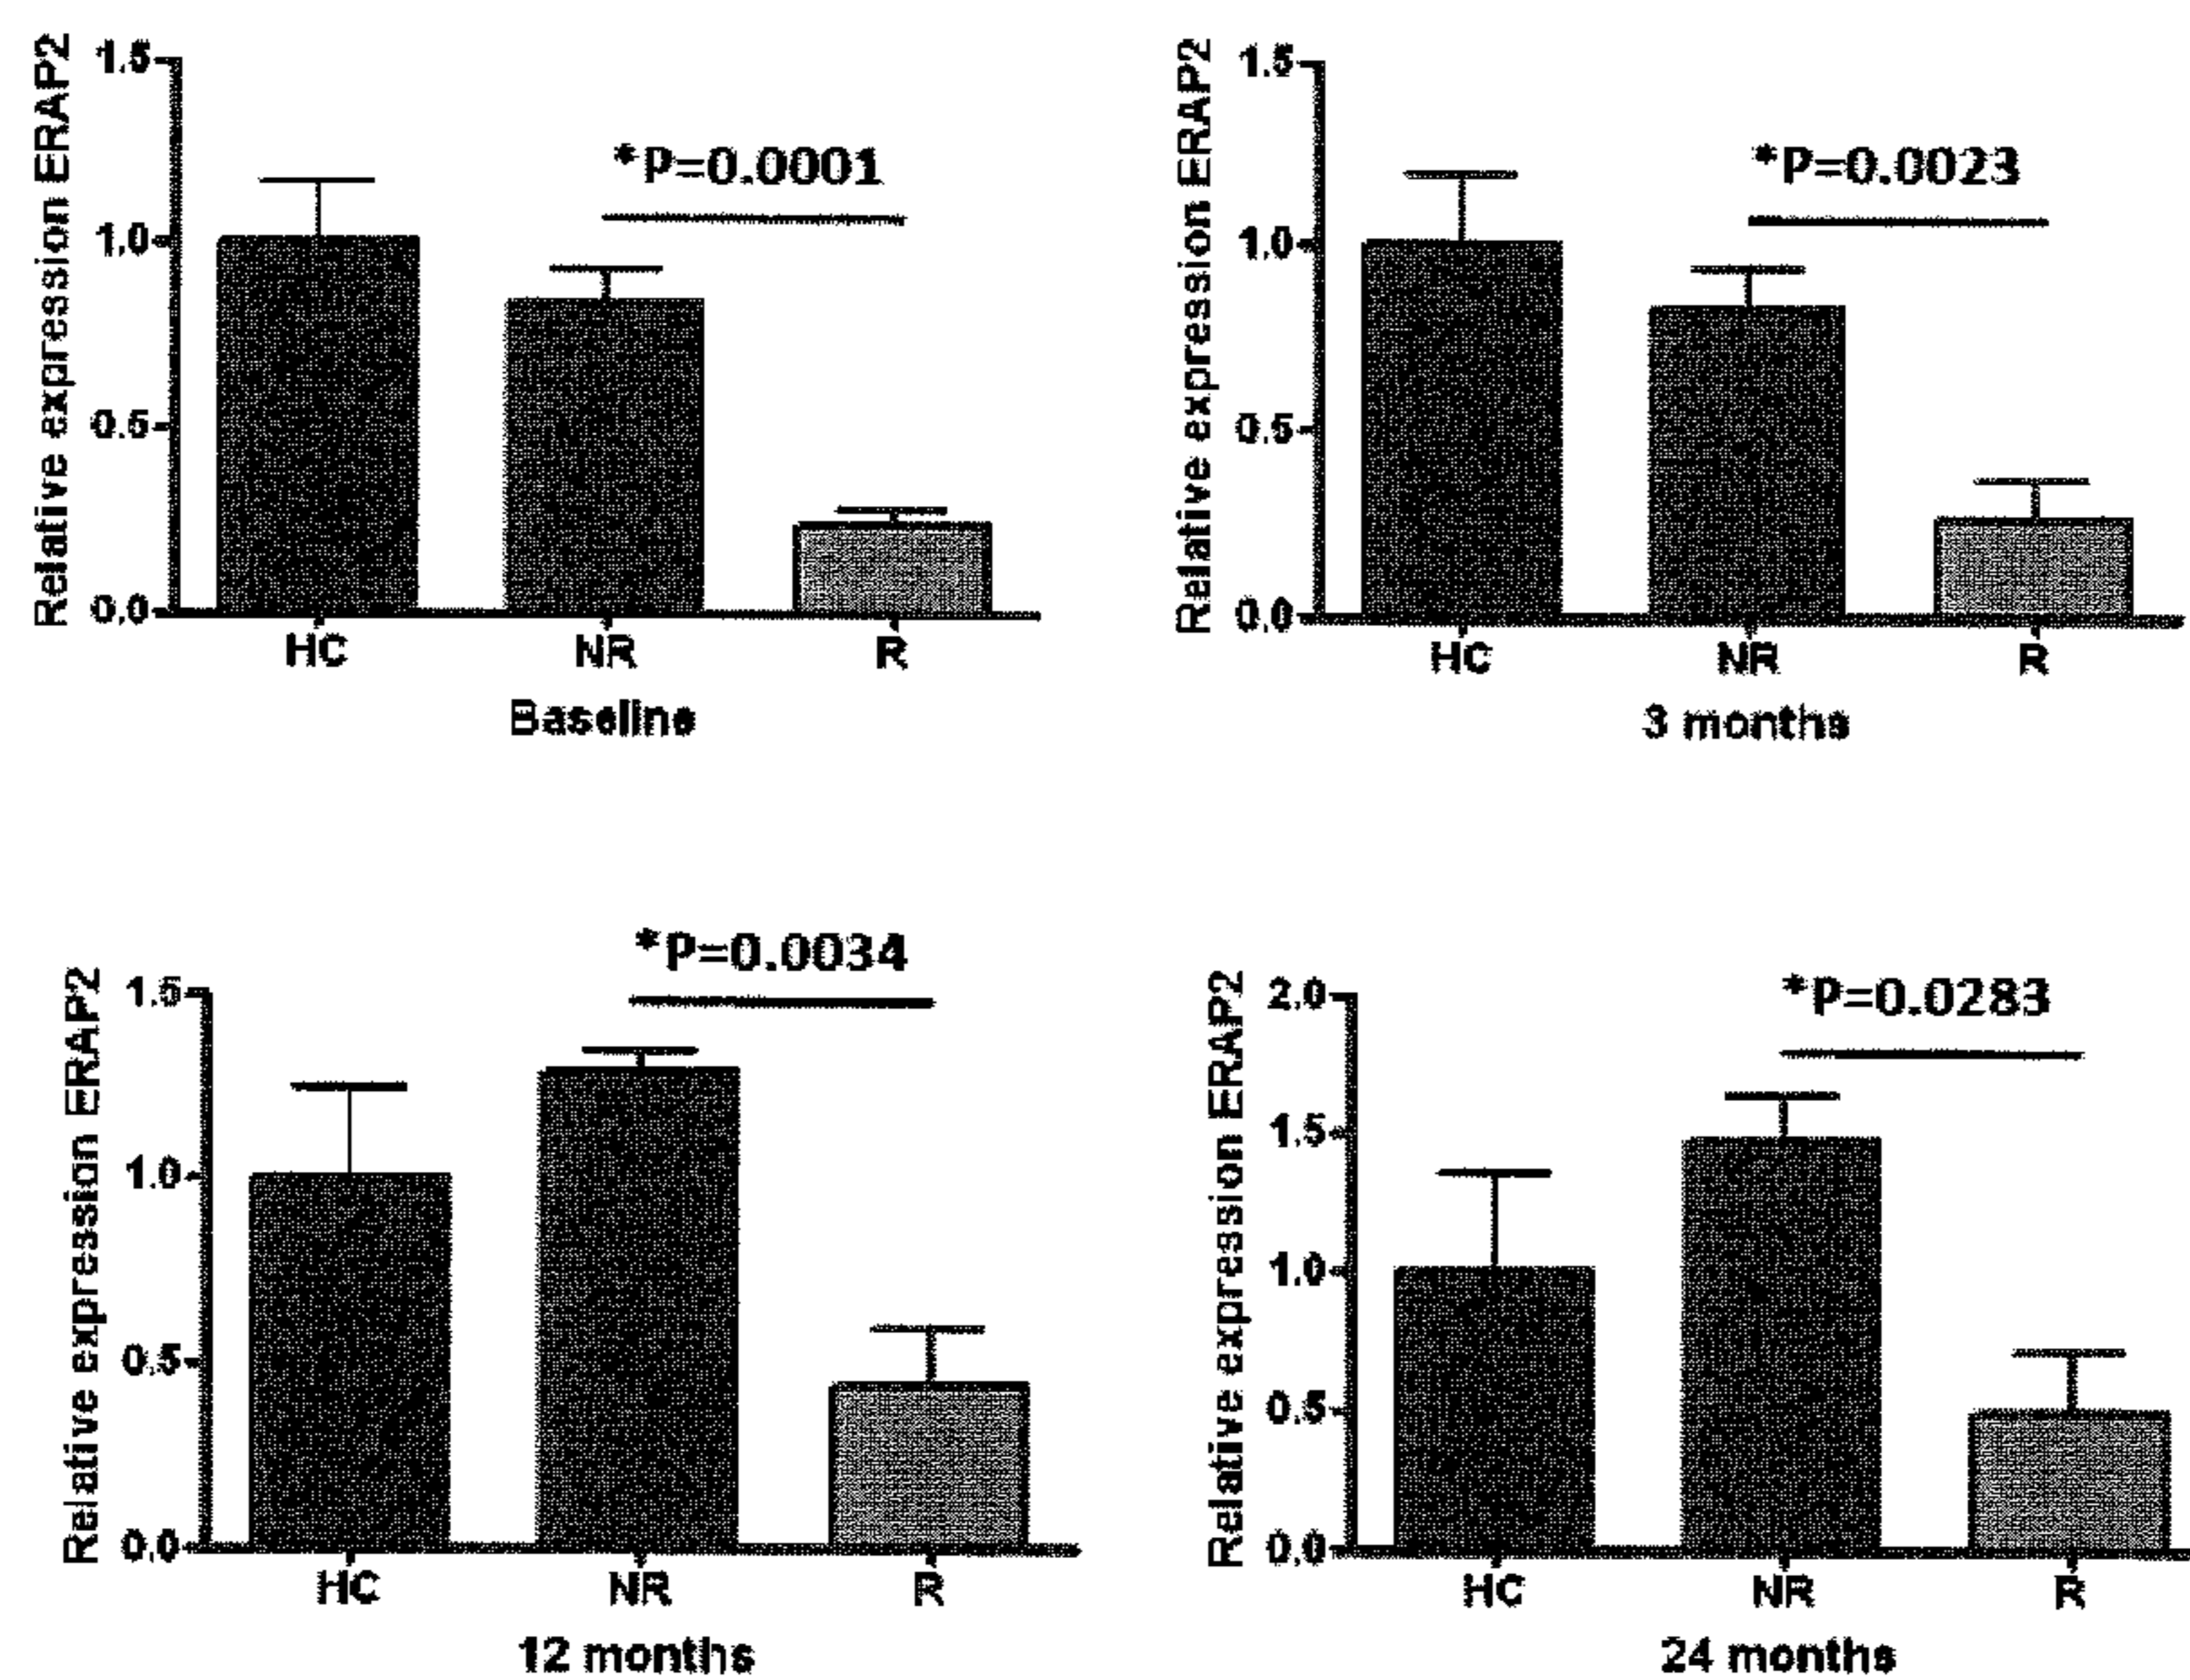 Relative expression ERAP2
1.5
1.0
0.5
0.0
*P=0.0001
HC NR R
Baseline
Relative expression ERAP2
1.5
1.0
0.5
0.0
*P=0.0023
HC NR R
3 months
Relative expression ERAP2
1.5
1.0
0.5
0.0
*P=0.0034
HC NR R
12 months
Relative expression ERAP2
2.0
1.5
1.0
0.5
0.0
*P=0.0283
HC NR R
24 months